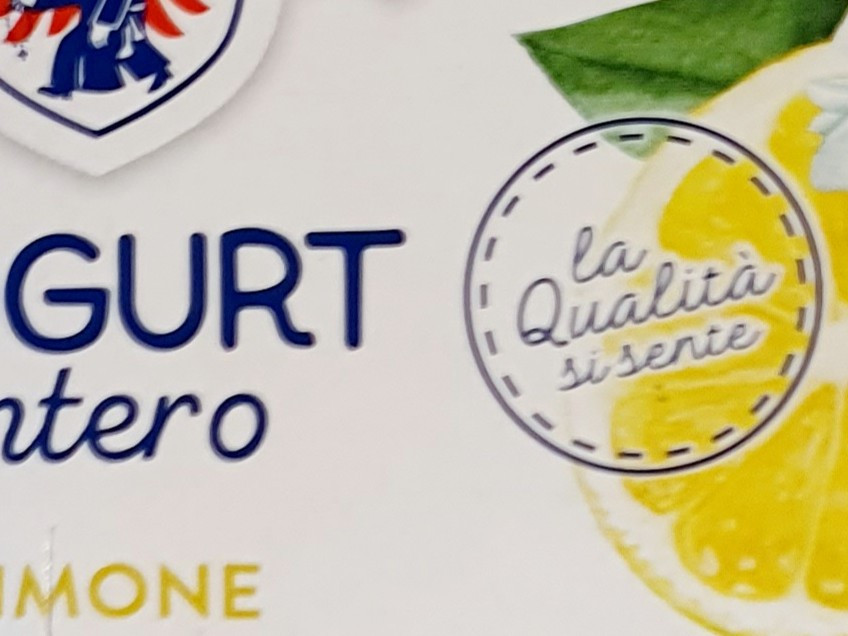 GURT
ntero
IMONE
la
Qualità
si sente